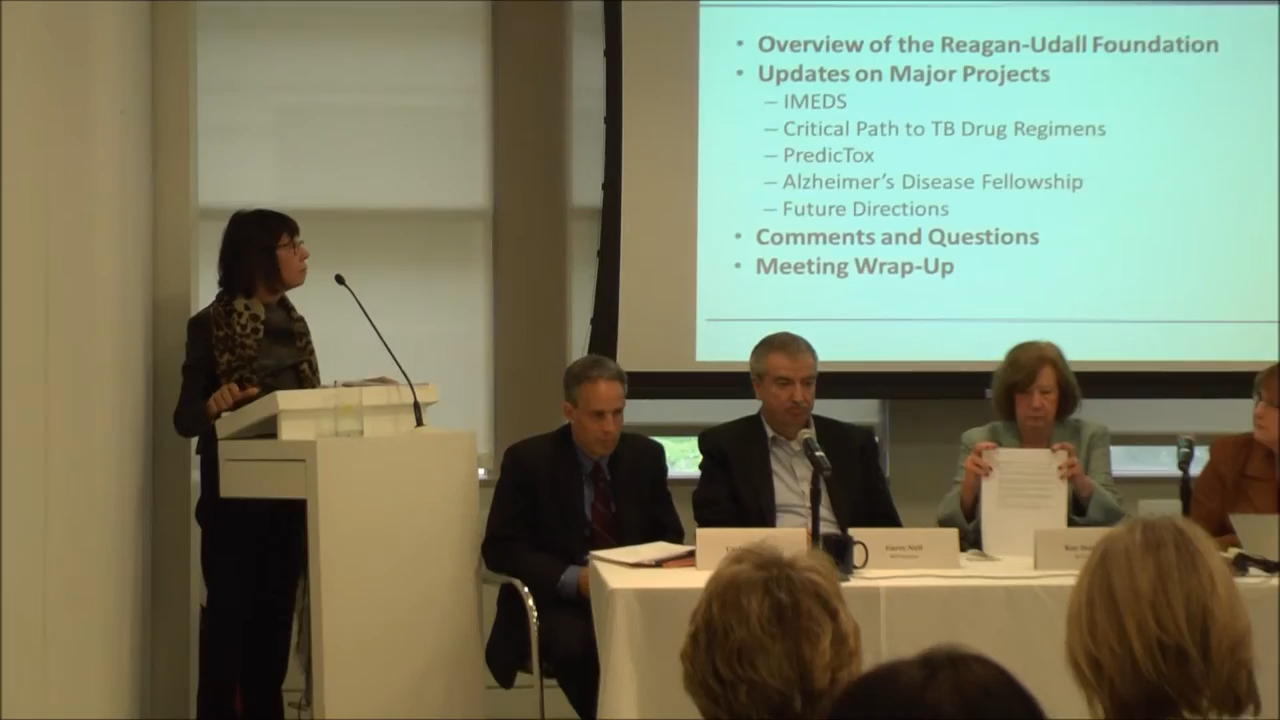 • Overview of the Reagan-Udall Foundation
• Updates on Major Projects
– IMEDS
– Critical Path to TB Drug Regimens
– PredicTox
– Alzheimer's Disease Fellowship
– Future Directions
• Comments and Questions
• Meeting Wrap-Up